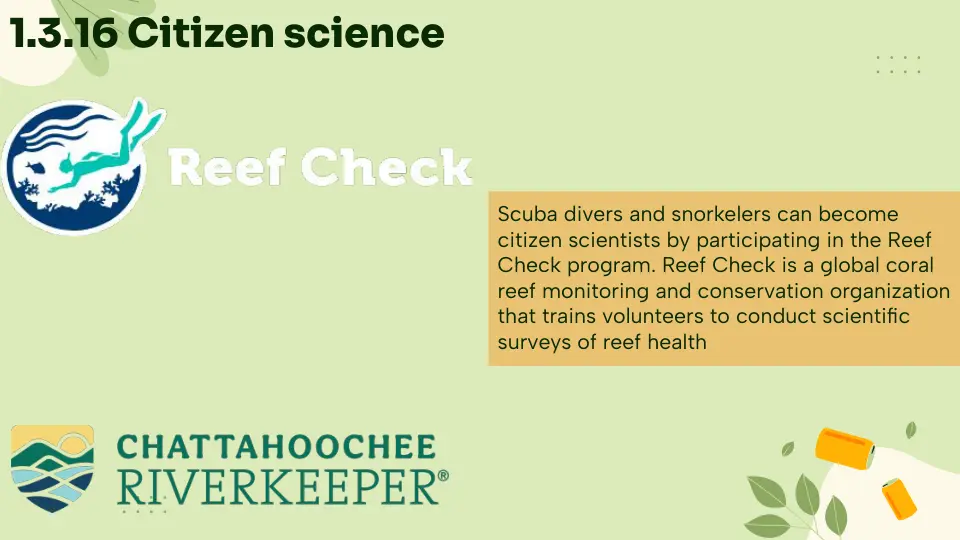 1.3.16 Citizen science
Reef Check
Scuba divers and snorkelers can become
citizen scientists by participating in the Reef
Check program. Reef Check is a global coral
reef monitoring and conservation organization
that trains volunteers to conduct scientific
surveys of reef health
CHATTAHOOCHEE
RIVERKEEPER®